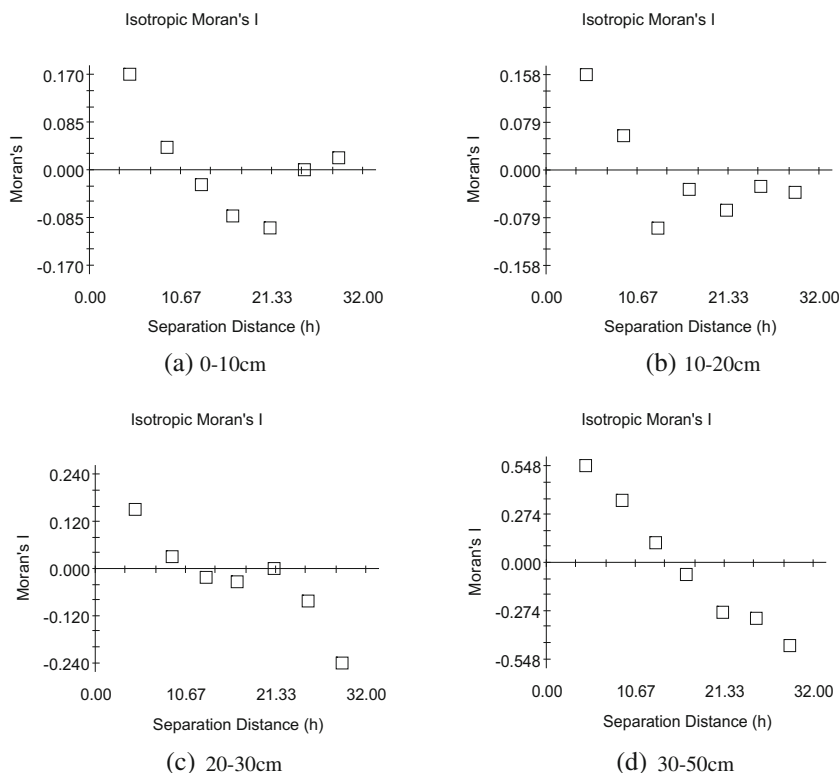 Isotropic Moran's I
0.170
0.085
0.000
-0.085
-0.170
Moran's I
0.00 10.67 21.33 32.00
Separation Distance (h)
(a) 0-10cm
Isotropic Moran's I
0.158
0.079
0.000
-0.079
-0.158
Moran's I
0.00 10.67 21.33 32.00
Separation Distance (h)
(b) 10-20cm
Isotropic Moran's I
0.240
0.120
0.000
-0.120
-0.240
Moran's I
0.00 10.67 21.33 32.00
Separation Distance (h)
(c) 20-30cm
Isotropic Moran's I
0.548
0.274
0.000
-0.274
-0.548
Moran's I
0.00 10.67 21.33 32.00
Separation Distance (h)
(d) 30-50cm